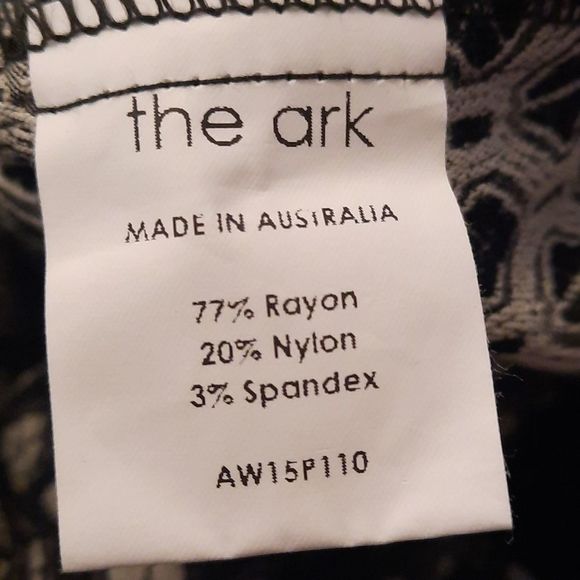 the ark
MADE IN AUSTRALIA
77% Rayon
20% Nylon
3% Spandex
AW15P110